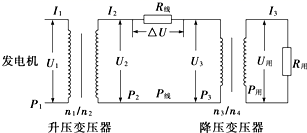 I₁ I₂ R线 I₃
ΔU
发电机 U₁ U₂ U₃ U用 R用
P₁ P₂ P线 P₃ P用
n₁/n₂ n₃/n₄
升压变压器 降压变压器